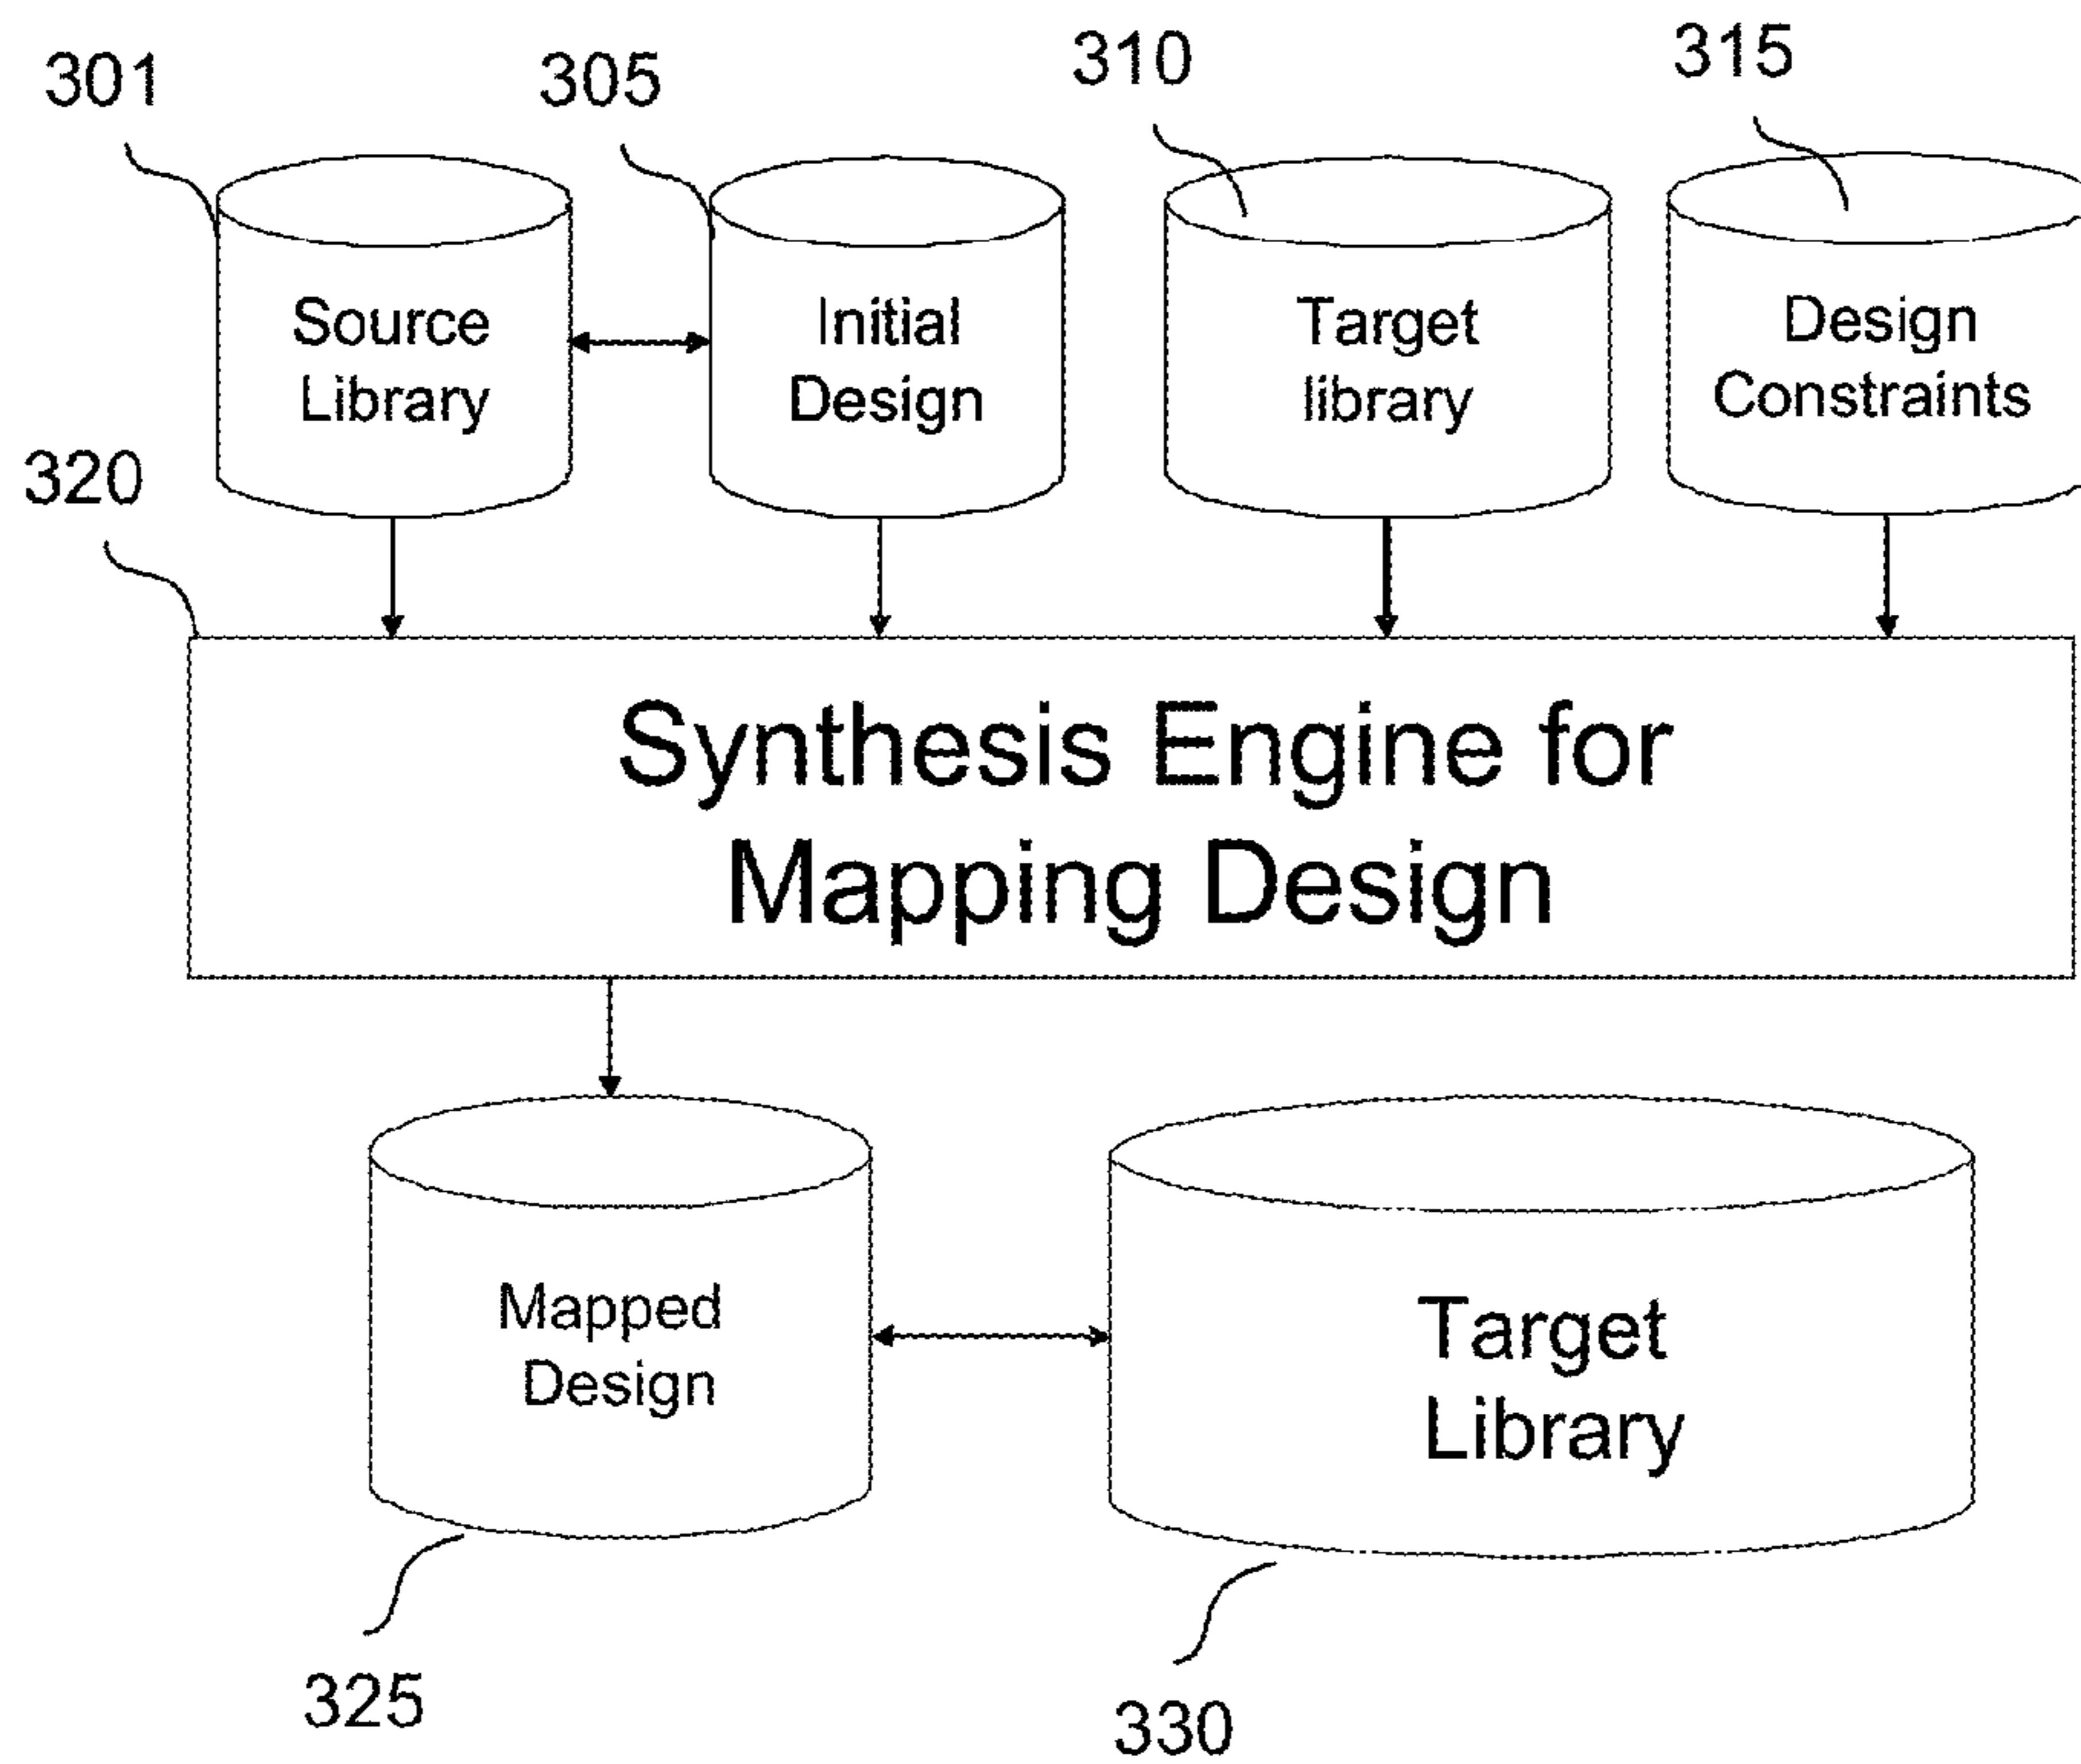 301
305
310
315
Source
Library
Initial
Design
Target
library
Design
Constraints
320
Synthesis Engine for
Mapping Design
Mapped
Design
Target
Library
325
330